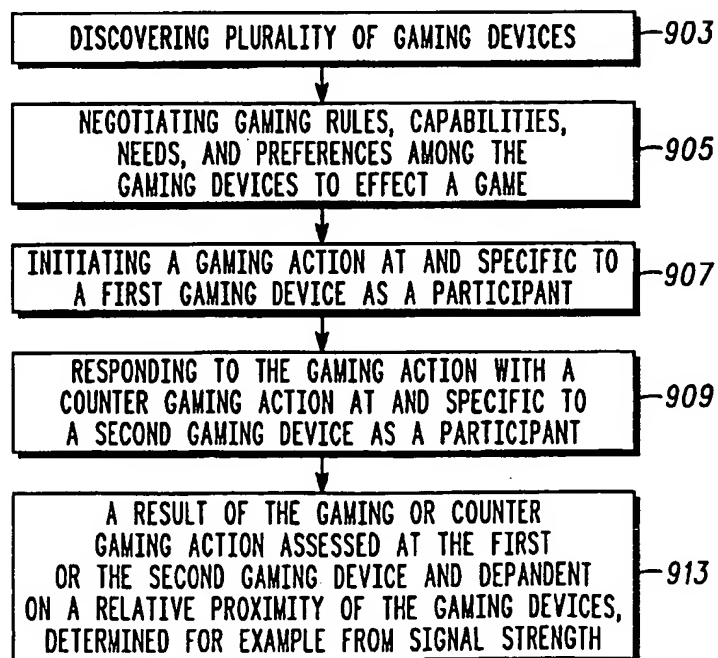 DISCOVERING PLURALITY OF GAMING DEVICES
903
NEGOTIATING GAMING RULES, CAPABILITIES,
NEEDS, AND PREFERENCES AMONG THE
GAMING DEVICES TO EFFECT A GAME
905
INITIATING A GAMING ACTION AT AND SPECIFIC TO
A FIRST GAMING DEVICE AS A PARTICIPANT
907
RESPONDING TO THE GAMING ACTION WITH A
COUNTER GAMING ACTION AT AND SPECIFIC TO
A SECOND GAMING DEVICE AS A PARTICIPANT
909
A RESULT OF THE GAMING OR COUNTER
GAMING ACTION ASSESSED AT THE FIRST
OR THE SECOND GAMING DEVICE AND DEPANDENT
ON A RELATIVE PROXIMITY OF THE GAMING DEVICES,
DETERMINED FOR EXAMPLE FROM SIGNAL STRENGTH
913